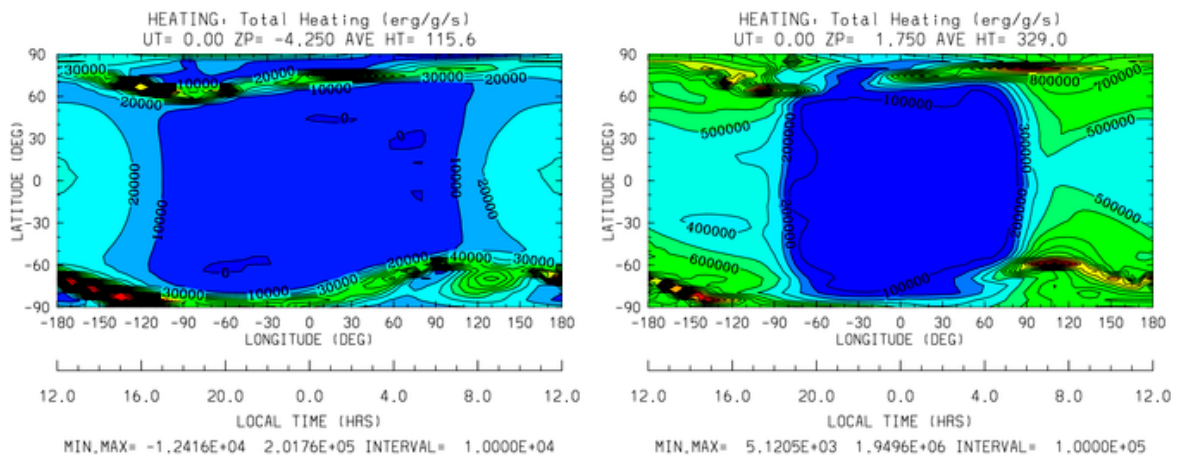 HEATING: Total Heating (erg/g/s)
UT= 0.00 ZP= -4.250 AVE HT= 115.6
90
60
30
0
-30
-60
-90
LATITUDE (DEG)
30000
10000
20000
30000
20000
20000
10000
0
0
20000
10000
10000
20000
0
30000
10000
30000
20000
40000
30000
-180 -150 -120 -90 -60 -30 0 30 60 90 120 150 180
LONGITUDE (DEG)
12.0 16.0 20.0 0.0 4.0 8.0 12.0
LOCAL TIME (HRS)
MIN,MAX= -1.2416E+04 2.0176E+05 INTERVAL= 1.0000E+04
HEATING: Total Heating (erg/g/s)
UT= 0.00 ZP= 1.750 AVE HT= 329.0
90
60
30
0
-30
-60
-90
LATITUDE (DEG)
800000
700000
100000
500000
200000
300000
500000
400000
200000
200000
500000
600000
100000
-180 -150 -120 -90 -60 -30 0 30 60 90 120 150 180
LONGITUDE (DEG)
12.0 16.0 20.0 0.0 4.0 8.0 12.0
LOCAL TIME (HRS)
MIN,MAX= 5.1205E+03 1.9496E+06 INTERVAL= 1.0000E+05